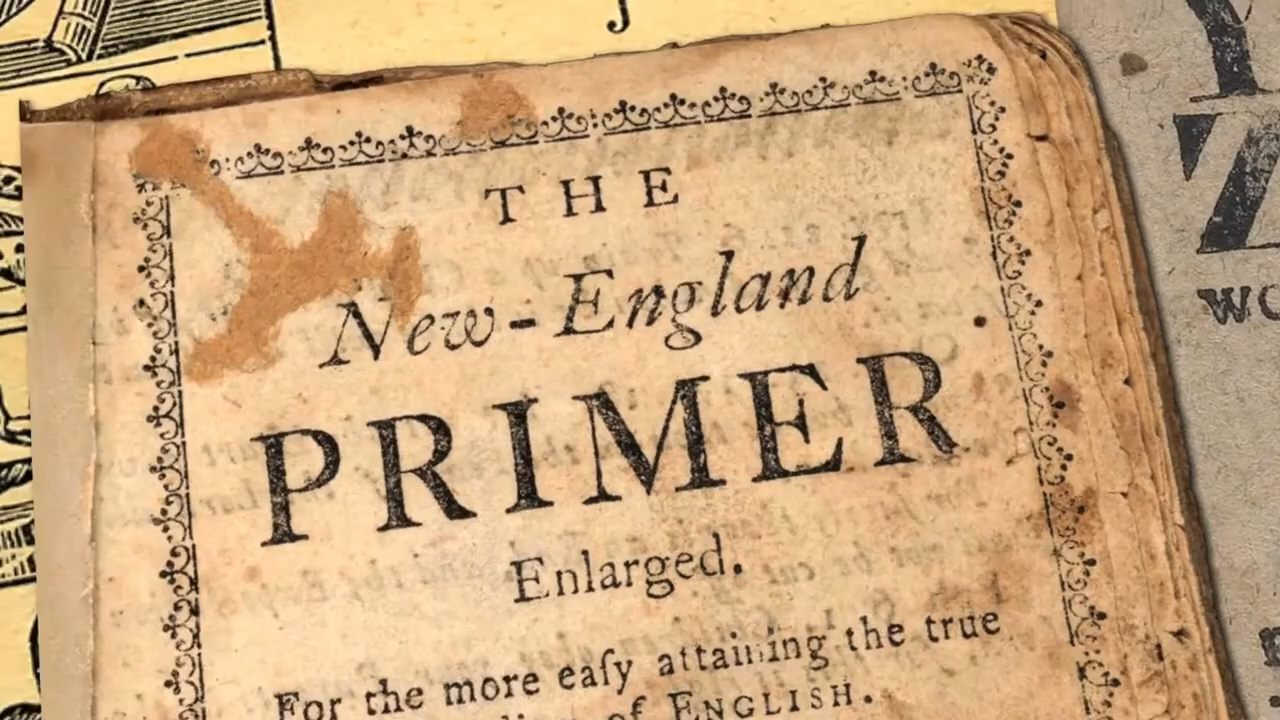 THE
New-England
PRIMER
Enlarged.
For the more eaſy attaining the true
of ENGLISH.
J
Y
Z